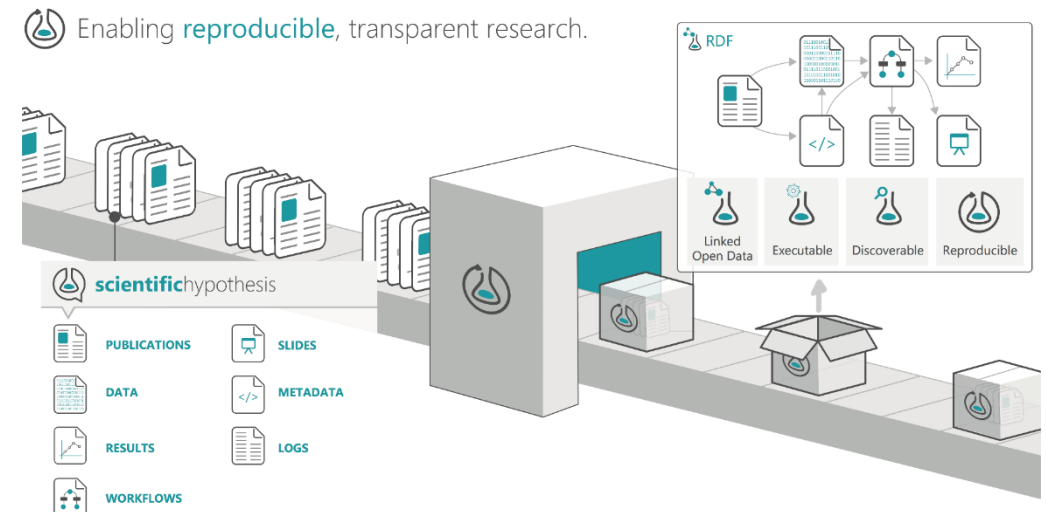 Enabling reproducible, transparent research.
RDF
</>
Linked
Open Data
Executable
Discoverable
Reproducible
scientifichypothesis
PUBLICATIONS
SLIDES
DATA
</>
METADATA
RESULTS
LOGS
WORKFLOWS